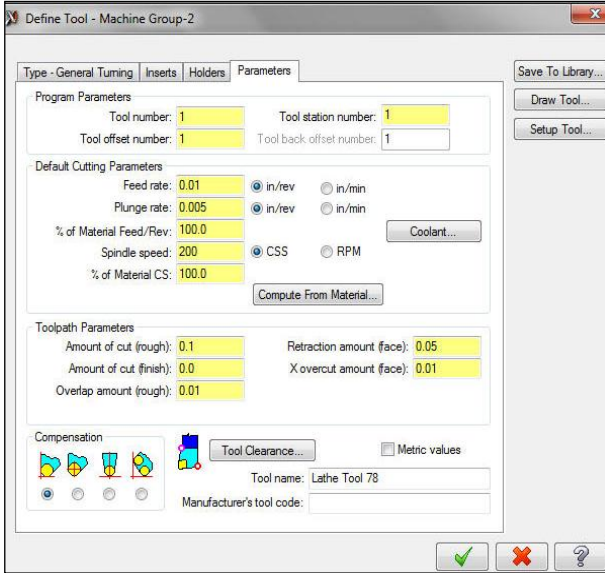 Define Tool - Machine Group-2
Type - General Turning Inserts Holders Parameters
Save To Library...
Draw Tool...
Setup Tool...
Program Parameters
Tool number: 1 Tool station number: 1
Tool offset number: 1 Tool back offset number: 1
Default Cutting Parameters
Feed rate: 0.01 in/rev in/min
Plunge rate: 0.005 in/rev in/min
% of Material Feed/Rev: 100.0 Coolant...
Spindle speed: 200 CSS RPM
% of Material CS: 100.0
Compute From Material...
Toolpath Parameters
Amount of cut (rough): 0.1 Retraction amount (face): 0.05
Amount of cut (finish): 0.0 X overcut amount (face): 0.01
Overlap amount (rough): 0.01
Compensation
Tool Clearance... Metric values
Tool name: Lathe Tool 78
Manufacturer's tool code: